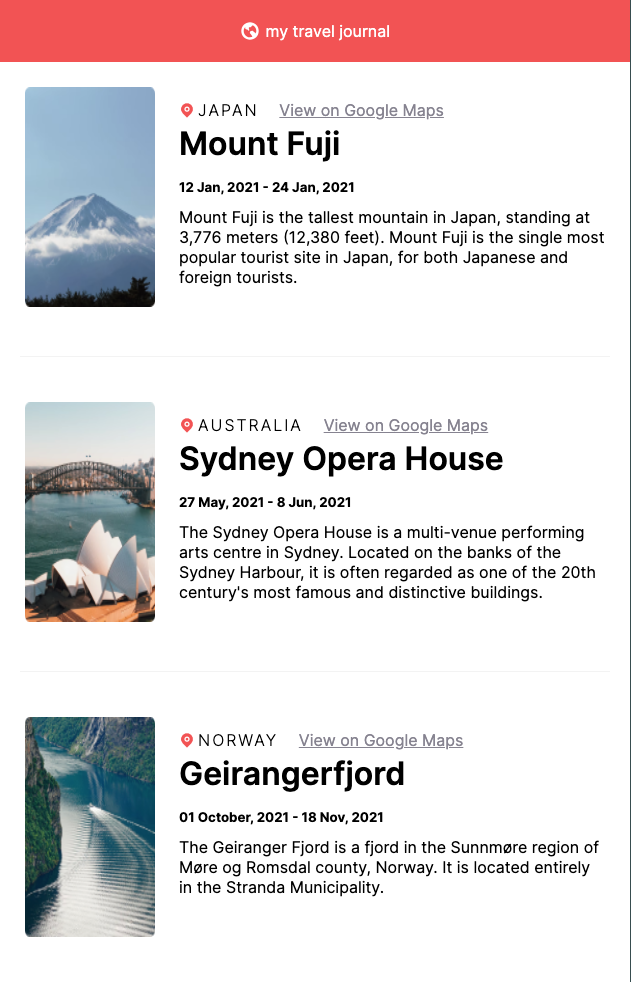 my travel journal
JAPAN View on Google Maps
Mount Fuji
12 Jan, 2021 - 24 Jan, 2021
Mount Fuji is the tallest mountain in Japan, standing at
3,776 meters (12,380 feet). Mount Fuji is the single most
popular tourist site in Japan, for both Japanese and
foreign tourists.
AUSTRALIA View on Google Maps
Sydney Opera House
27 May, 2021 - 8 Jun, 2021
The Sydney Opera House is a multi-venue performing
arts centre in Sydney. Located on the banks of the
Sydney Harbour, it is often regarded as one of the 20th
century's most famous and distinctive buildings.
NORWAY View on Google Maps
Geirangerfjord
01 October, 2021 - 18 Nov, 2021
The Geiranger Fjord is a fjord in the Sunnmøre region of
Møre og Romsdal county, Norway. It is located entirely
in the Stranda Municipality.